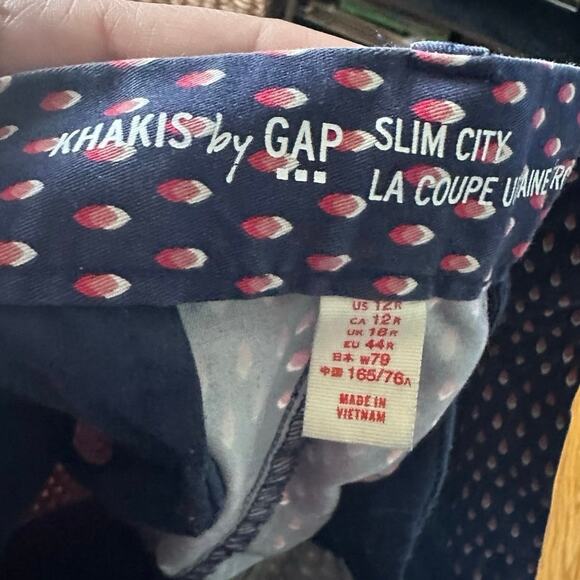 KHAKIS by GAP
SLIM CITY
LA COUPE
US 12R
CA 12R
UK 16R
EU 44R
日本 W79
中国 165/76A
MADE IN
VIETNAM